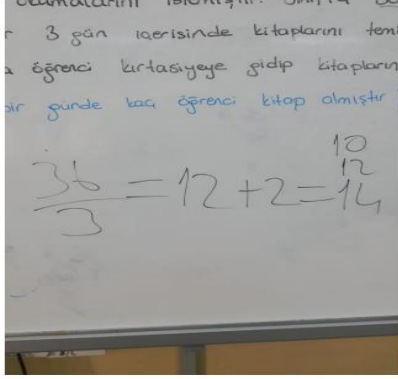 3 gün içerisinde kitaplarını
öğrenci kırtasiyeye gidip
bir günde kaç öğrenci kitap almıştır
10
12
36/3 = 12 + 2 = 14